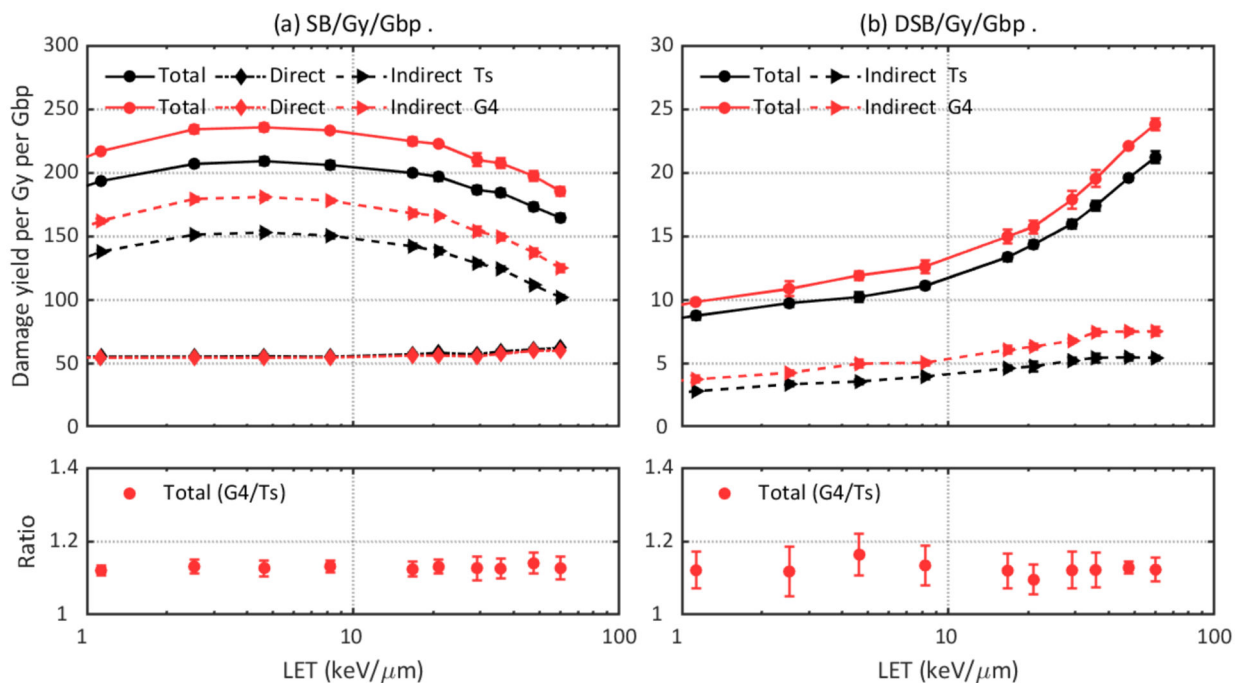 (a) SB/Gy/Gbp .
300
250
200
150
100
50
0
Damage yield per Gy per Gbp
Total Direct Indirect Ts
Total Direct Indirect G4
(b) DSB/Gy/Gbp .
30
25
20
15
10
5
0
Total Indirect Ts
Total Indirect G4
1.4
1.2
1
Ratio
Total (G4/Ts)
1 10 100
LET (keV/μm)
1.4
1.2
1
Total (G4/Ts)
1 10 100
LET (keV/μm)